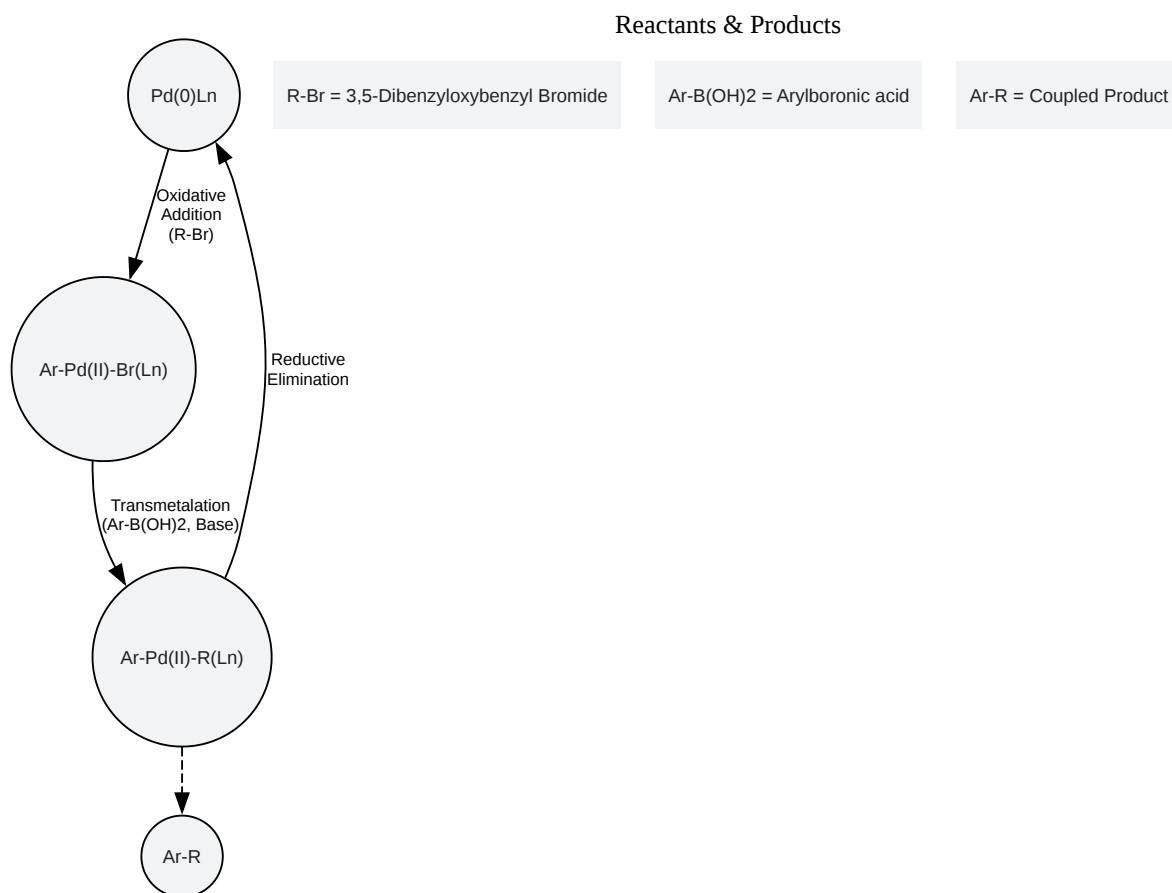 Reactants & Products
Pd(0)Ln
R-Br = 3,5-Dibenzyloxybenzyl Bromide
Ar-B(OH)2 = Arylboronic acid
Ar-R = Coupled Product
Oxidative
Addition
(R-Br)
Ar-Pd(II)-Br(Ln)
Reductive
Elimination
Transmetalation
(Ar-B(OH)2, Base)
Ar-Pd(II)-R(Ln)
Ar-R